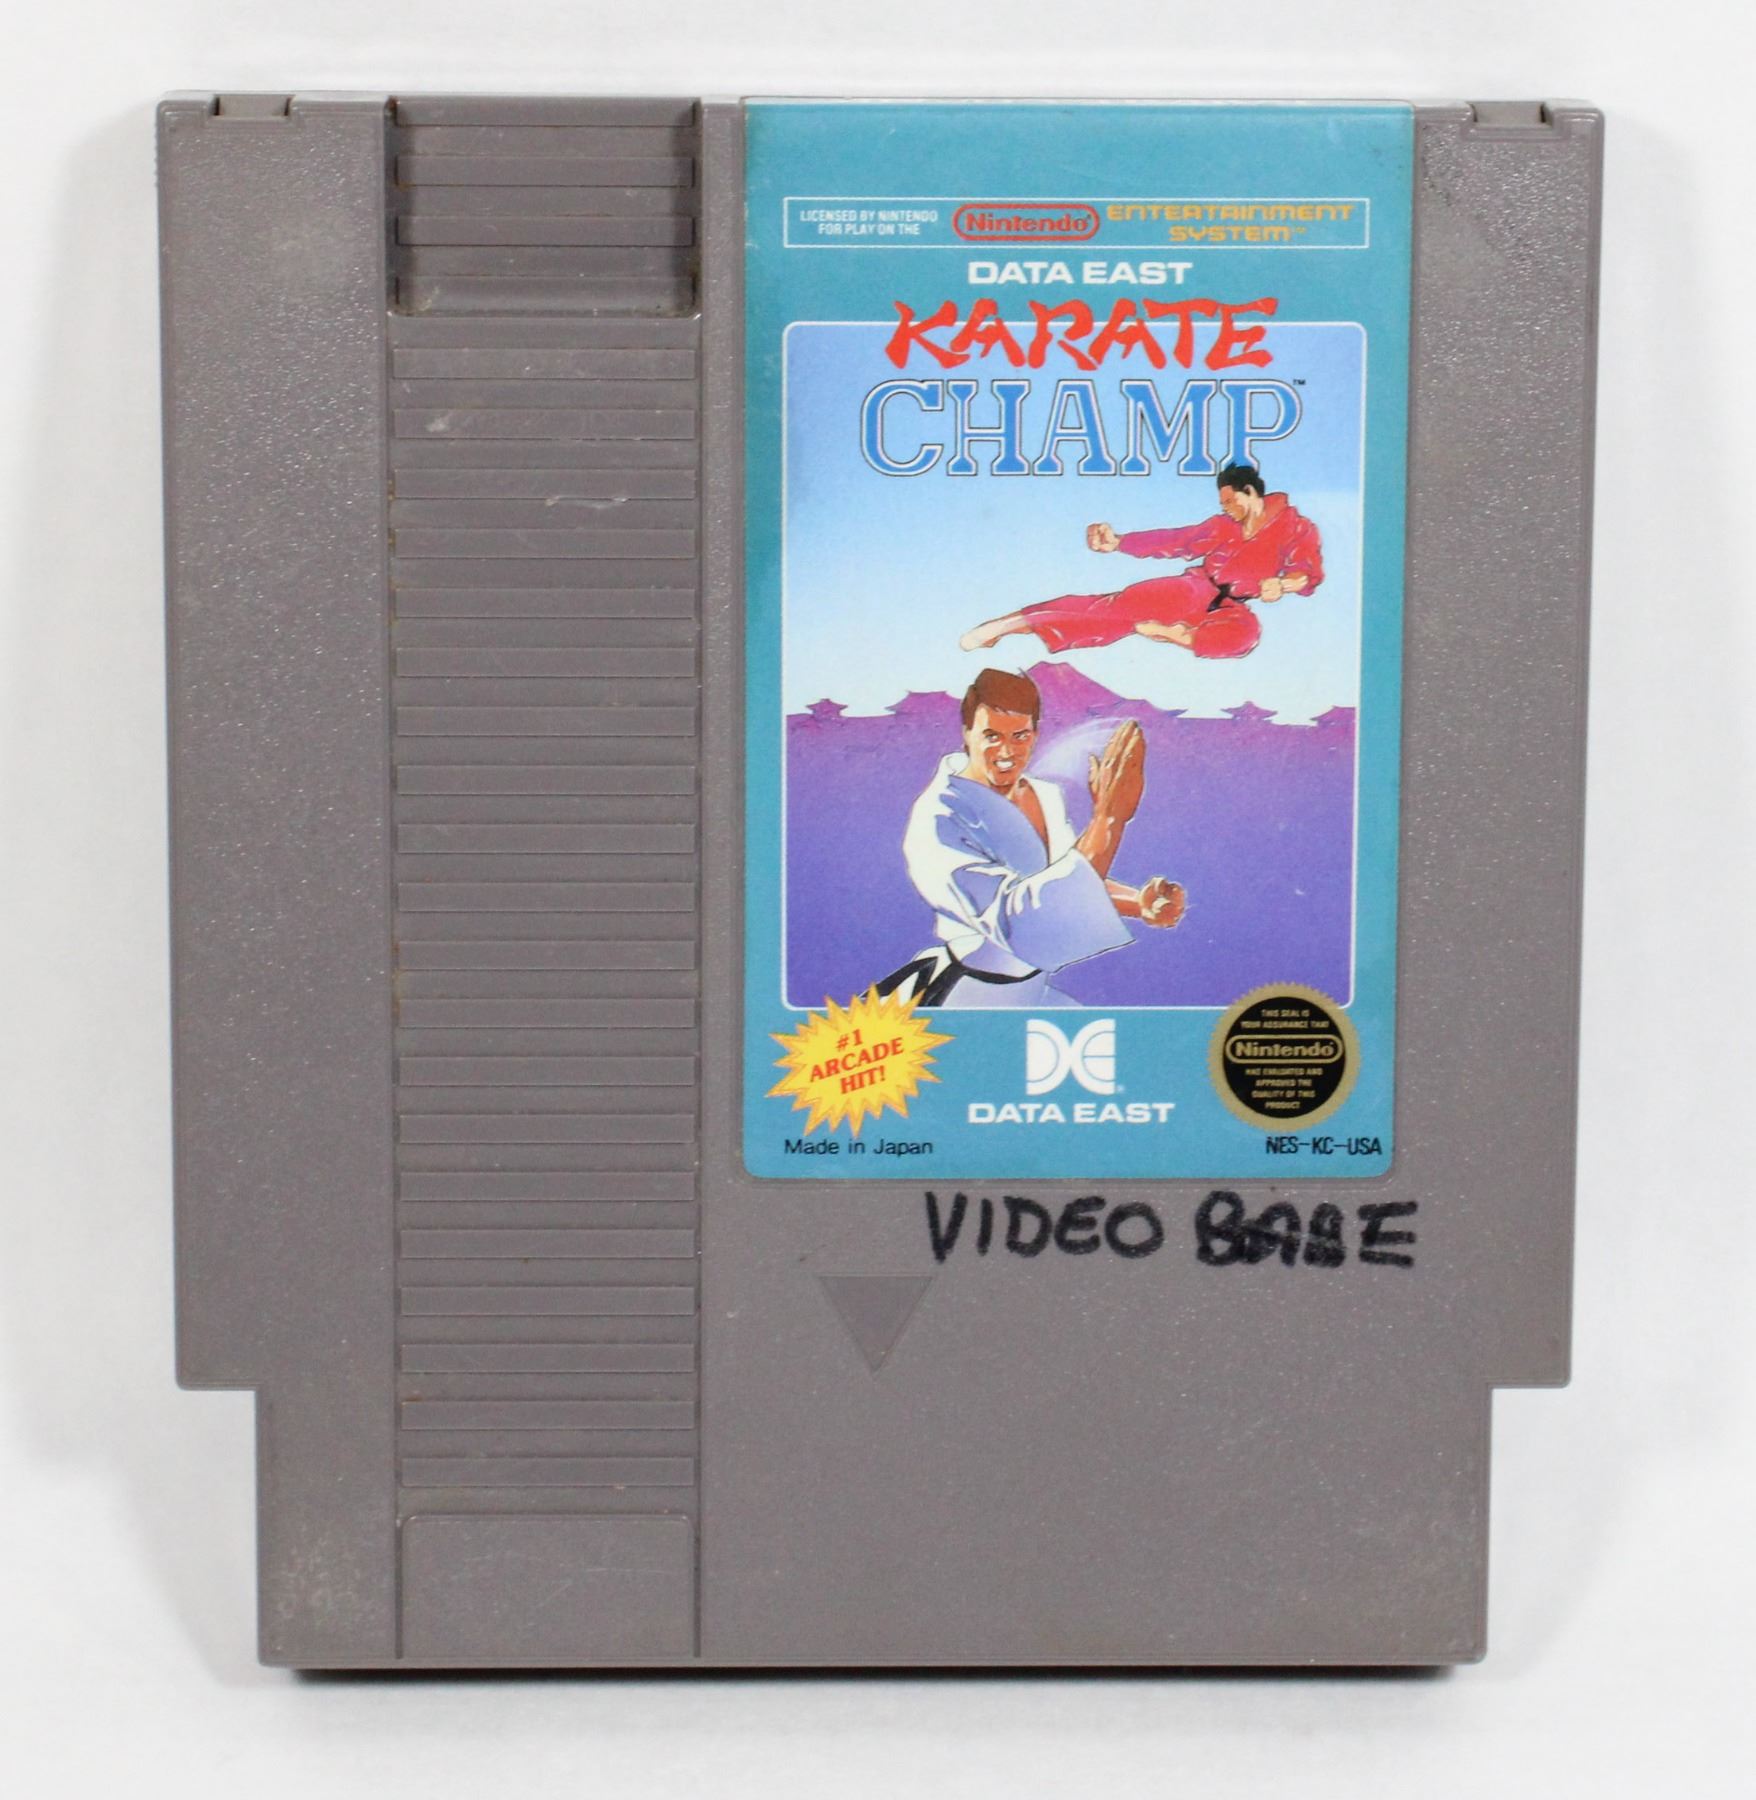 LICENSED BY NINTENDO
FOR PLAY ON THE
Nintendo®
ENTERTAINMENT
SYSTEM™
DATA EAST
KARATE
CHAMP™
#1
ARCADE
HIT!
DATA EAST
THIS SEAL IS
YOUR ASSURANCE THAT
Nintendo
HAS EVALUATED AND
APPROVED THE
QUALITY OF THIS
PRODUCT
Made in Japan
NES-KC-USA
VIDEO BASE